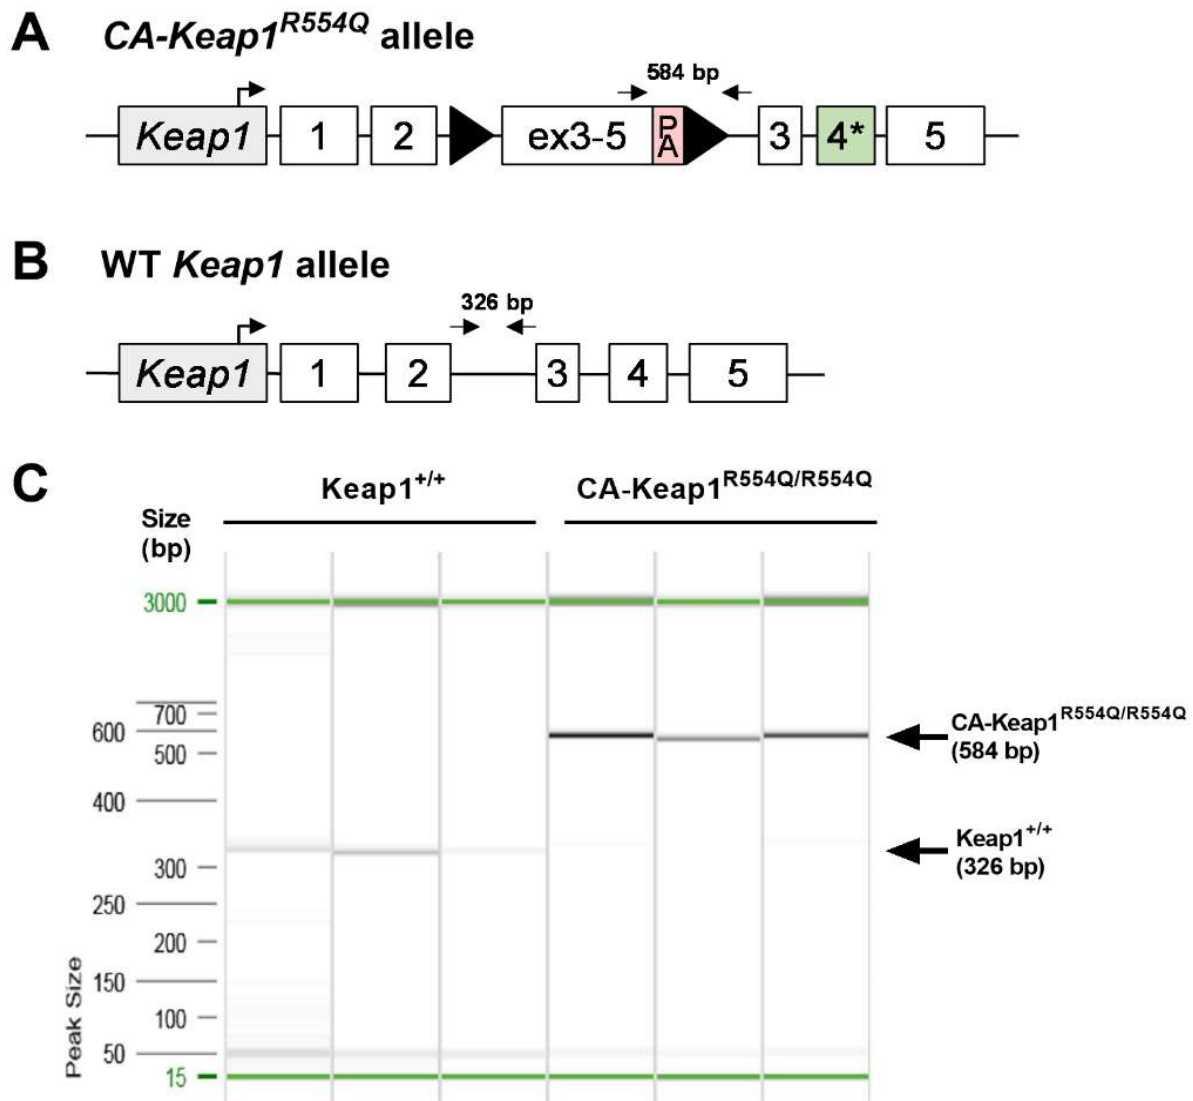 A CA-Keap1R554Q allele
584 bp
Keap1 1 2 ex3-5 PA 3 4* 5
B WT Keap1 allele
326 bp
Keap1 1 2 3 4 5
C
Keap1+/+ CA-Keap1R554Q/R554Q
Size
(bp)
3000
700
600
500
400
300
250
200
150
100
50
15
Peak Size
CA-Keap1R554Q/R554Q
(584 bp)
Keap1+/+
(326 bp)